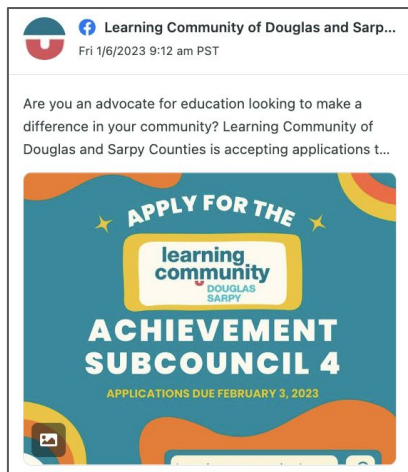 Learning Community of Douglas and Sarp...
Fri 1/6/2023 9:12 am PST
Are you an advocate for education looking to make a
difference in your community? Learning Community of
Douglas and Sarpy Counties is accepting applications t...
APPLY FOR THE
learning
community
DOUGLAS
SARPY
ACHIEVEMENT
SUBCOUNCIL 4
APPLICATIONS DUE FEBRUARY 3, 2023